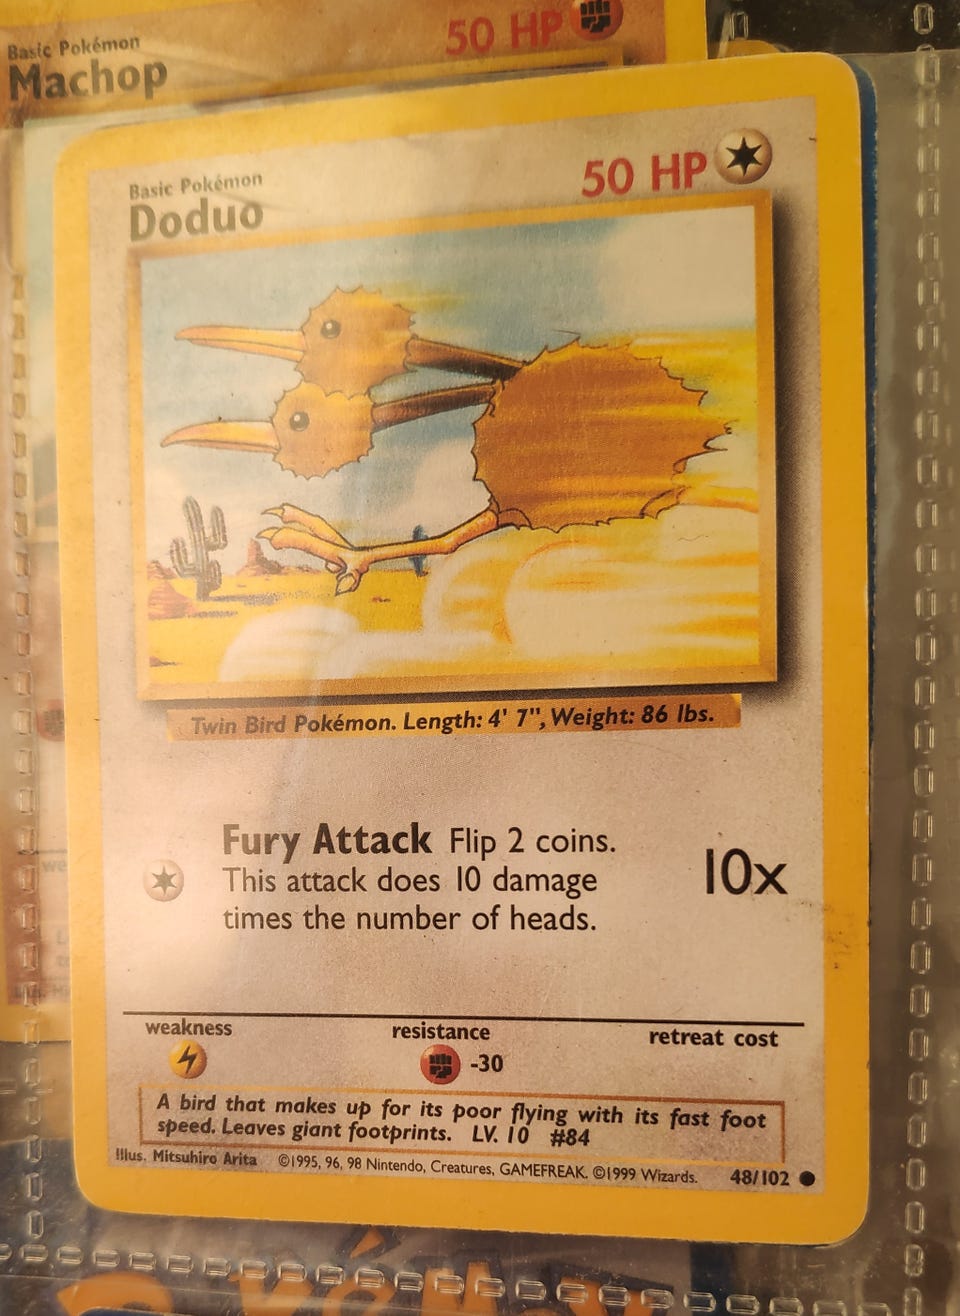 Basic Pokémon
Machop
50 HP
Basic Pokémon
Doduo
50 HP
Twin Bird Pokémon. Length: 4' 7", Weight: 86 lbs.
Fury Attack Flip 2 coins.
This attack does 10 damage
times the number of heads.
10x
weakness
resistance
retreat cost
-30
A bird that makes up for its poor flying with its fast foot
speed. Leaves giant footprints. LV. 10 #84
Illus. Mitsuhiro Arita ©1995, 96, 98 Nintendo, Creatures, GAMEFREAK. ©1999 Wizards. 48/102